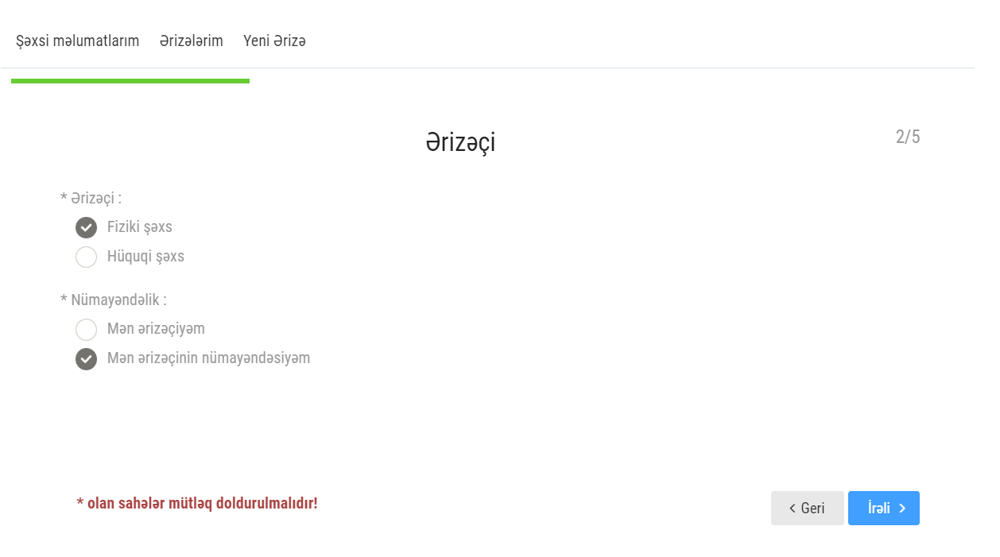 Şəxsi məlumatlarım Ərizələrim Yeni Ərizə
Ərizəçi 2/5
* Ərizəçi :
Fiziki şəxs
Hüquqi şəxs
* Nümayəndəlik :
Mən ərizəçiyəm
Mən ərizəçinin nümayəndəsiyəm
* olan sahələr mütləq doldurulmalıdır!
Geri İrəli